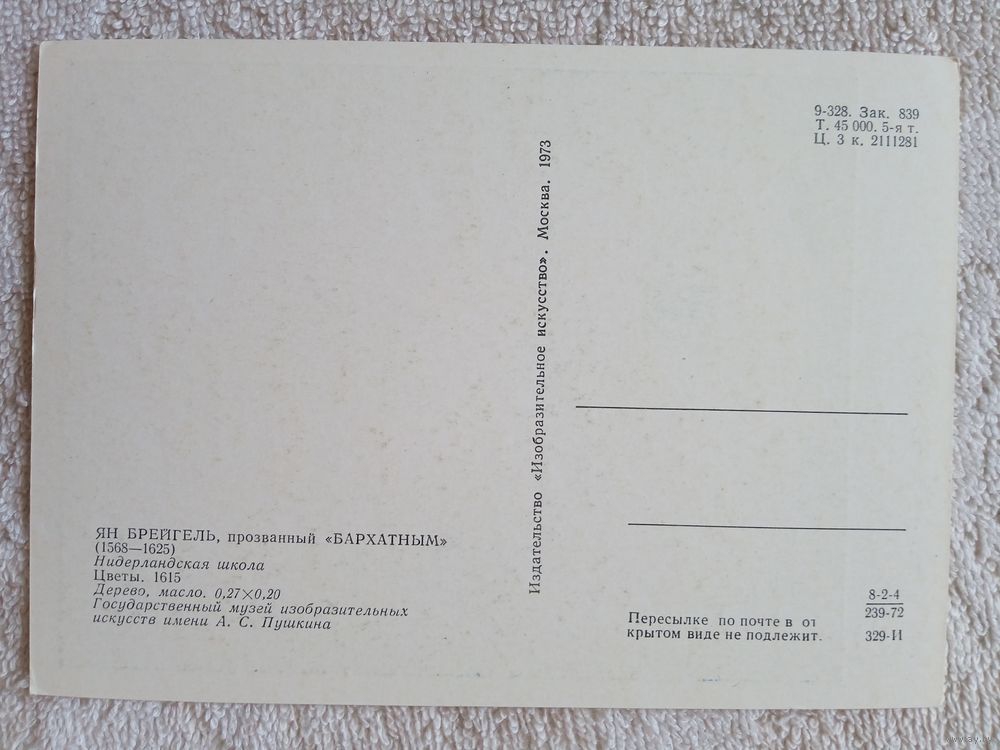 9-328. Зак. 839
Т. 45 000. 5-я т.
Ц. 3 к. 2111281
Издательство «Изобразительное искусство». Москва. 1973
ЯН БРЕЙГЕЛЬ, прозванный «БАРХАТНЫМ»
(1568—1625)
Нидерландская школа
Цветы. 1615
Дерево, масло. 0,27×0,20
Государственный музей изобразительных
искусств имени А. С. Пушкина
Пересылке по почте в от
крытом виде не подлежит.
8-2-4
239-72
329-И